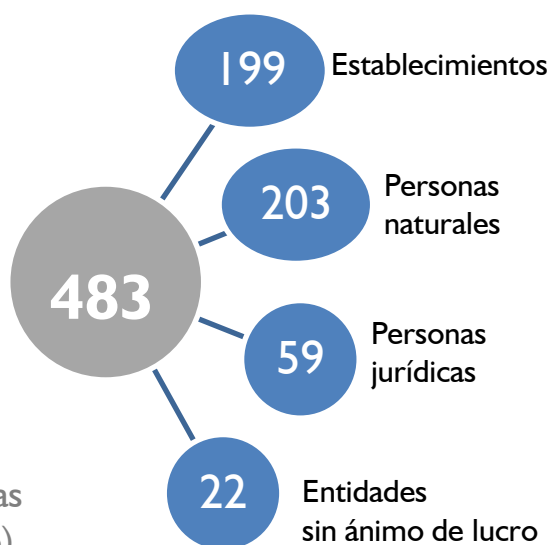 199
Establecimientos
203
Personas
naturales
483
Personas
jurídicas
59
22
Entidades
sin ánimo de lucro